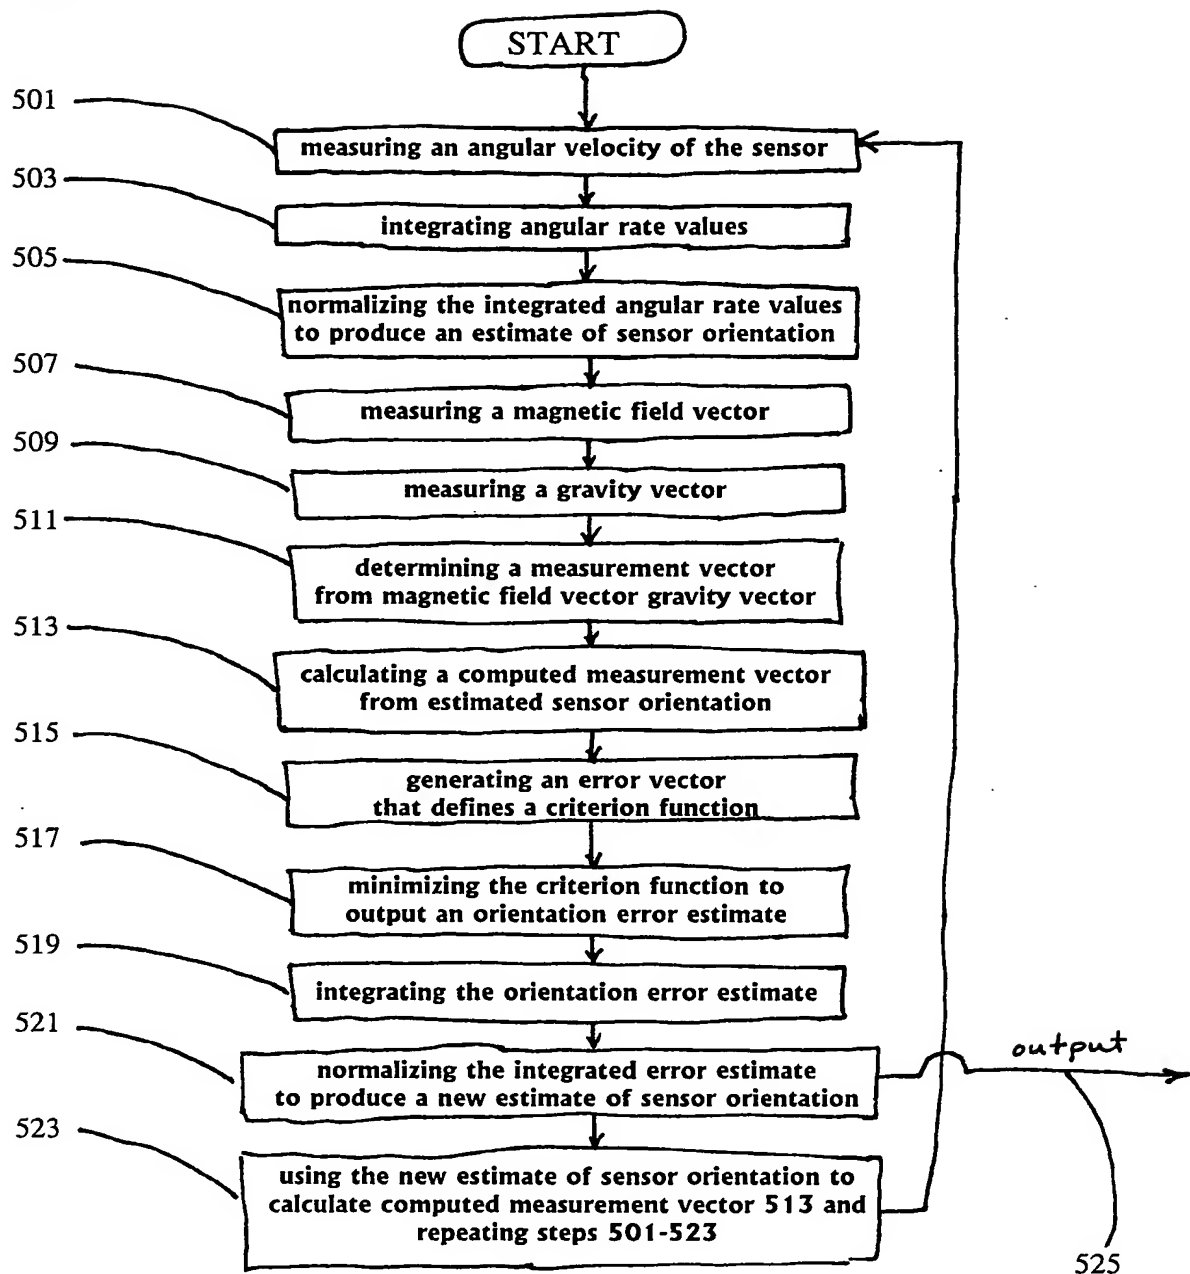 START
501
measuring an angular velocity of the sensor
503
integrating angular rate values
505
normalizing the integrated angular rate values
to produce an estimate of sensor orientation
507
measuring a magnetic field vector
509
measuring a gravity vector
511
determining a measurement vector
from magnetic field vector gravity vector
513
calculating a computed measurement vector
from estimated sensor orientation
515
generating an error vector
that defines a criterion function
517
minimizing the criterion function to
output an orientation error estimate
519
integrating the orientation error estimate
521
normalizing the integrated error estimate
to produce a new estimate of sensor orientation
output
523
using the new estimate of sensor orientation to
calculate computed measurement vector 513 and
repeating steps 501-523
525